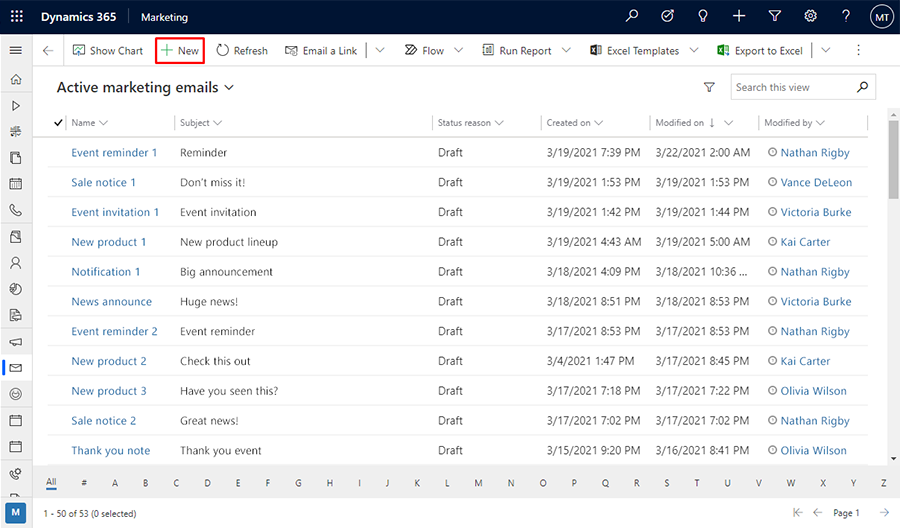 Dynamics 365 Marketing MT
Show Chart New Refresh Email a Link Flow Run Report Excel Templates Export to Excel
Active marketing emails Search this view
Name Subject Status reason Created on Modified on Modified by
Event reminder 1 Reminder Draft 3/19/2021 7:39 PM 3/22/2021 2:00 AM Nathan Rigby
Sale notice 1 Don't miss it! Draft 3/19/2021 1:53 PM 3/19/2021 1:53 PM Vance DeLeon
Event invitation 1 Event invitation Draft 3/19/2021 1:42 PM 3/19/2021 1:44 PM Victoria Burke
New product 1 New product lineup Draft 3/19/2021 4:43 AM 3/19/2021 5:00 AM Kai Carter
Notification 1 Big announcement Draft 3/18/2021 4:09 PM 3/18/2021 10:36 ... Nathan Rigby
News announce Huge news! Draft 3/18/2021 8:51 PM 3/18/2021 8:53 PM Victoria Burke
Event reminder 2 Event reminder Draft 3/17/2021 8:53 PM 3/17/2021 8:53 PM Nathan Rigby
New product 2 Check this out Draft 3/4/2021 1:47 PM 3/17/2021 8:45 PM Kai Carter
New product 3 Have you seen this? Draft 3/17/2021 7:18 PM 3/17/2021 7:22 PM Olivia Wilson
Sale notice 2 Great news! Draft 3/17/2021 7:02 PM 3/17/2021 7:02 PM Nathan Rigby
Thank you note Thank you event Draft 3/15/2021 9:20 PM 3/16/2021 8:41 PM Olivia Wilson
All # A B C D E F G H I J K L M N O P Q R S T U V W X Y Z
M 1 - 50 of 53 (0 selected) Page 1